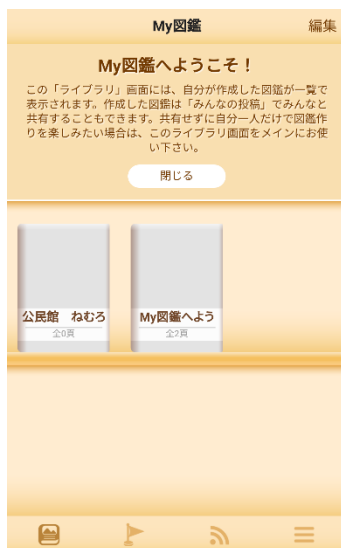 My図鑑
編集
My図鑑へようこそ！
この「ライブラリ」画面には、自分が作成した図鑑が一覧で
表示されます。作成した図鑑は「みんなの投稿」でみんなと
共有することもできます。共有せずに自分一人だけで図鑑作
りを楽しみたい場合は、このライブラリ画面をメインにお使
い下さい。
閉じる
公民館　ねむろ
My図鑑へよう
全0頁
全2頁